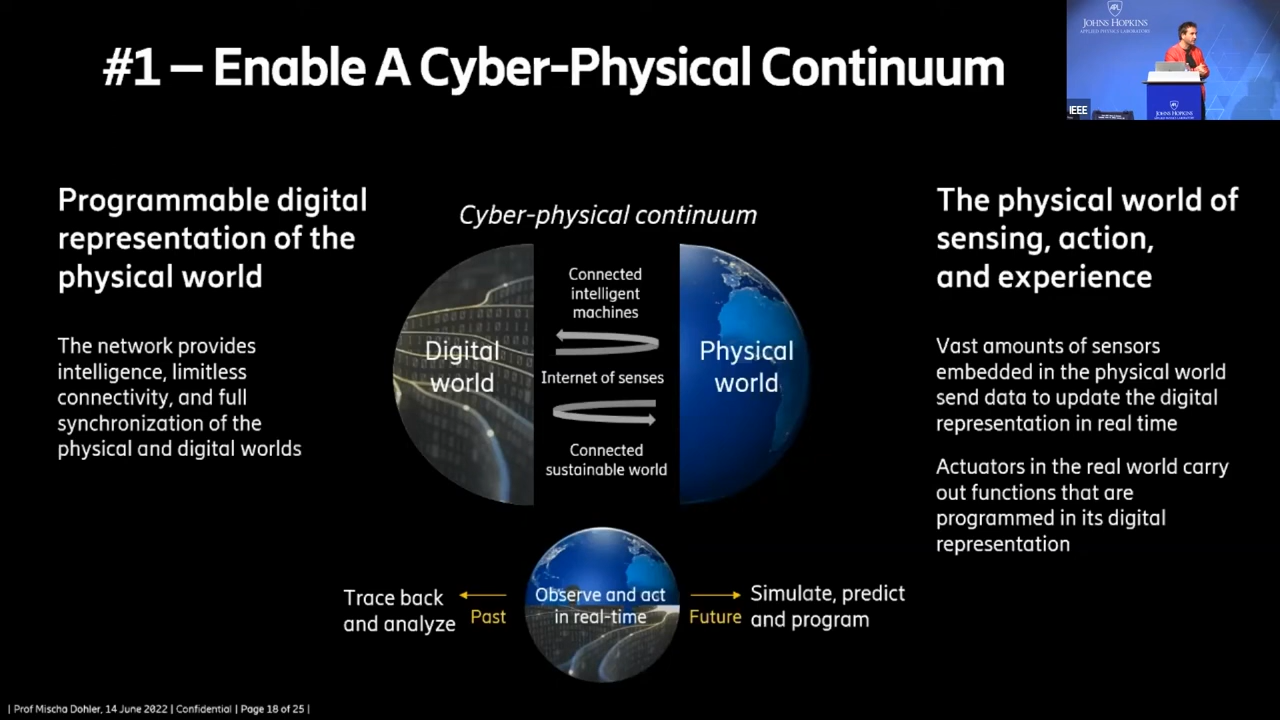 #1 – Enable A Cyber-Physical Continuum
JOHNS HOPKINS
APPLIED PHYSICS LABORATORY
IEEE
JOHNS HOPKINS
Programmable digital
representation of the
physical world
The network provides
intelligence, limitless
connectivity, and full
synchronization of the
physical and digital worlds
Cyber-physical continuum
Digital
world
Connected
intelligent
machines
Internet of senses
Connected
sustainable world
Physical
world
The physical world of
sensing, action,
and experience
Vast amounts of sensors
embedded in the physical world
send data to update the digital
representation in real time
Actuators in the real world carry
out functions that are
programmed in its digital
representation
Trace back
and analyze
Past
Observe and act
in real-time
Future
Simulate, predict
and program
| Prof Mischa Dohler, 14 June 2022 | Confidential | Page 18 of 25 |